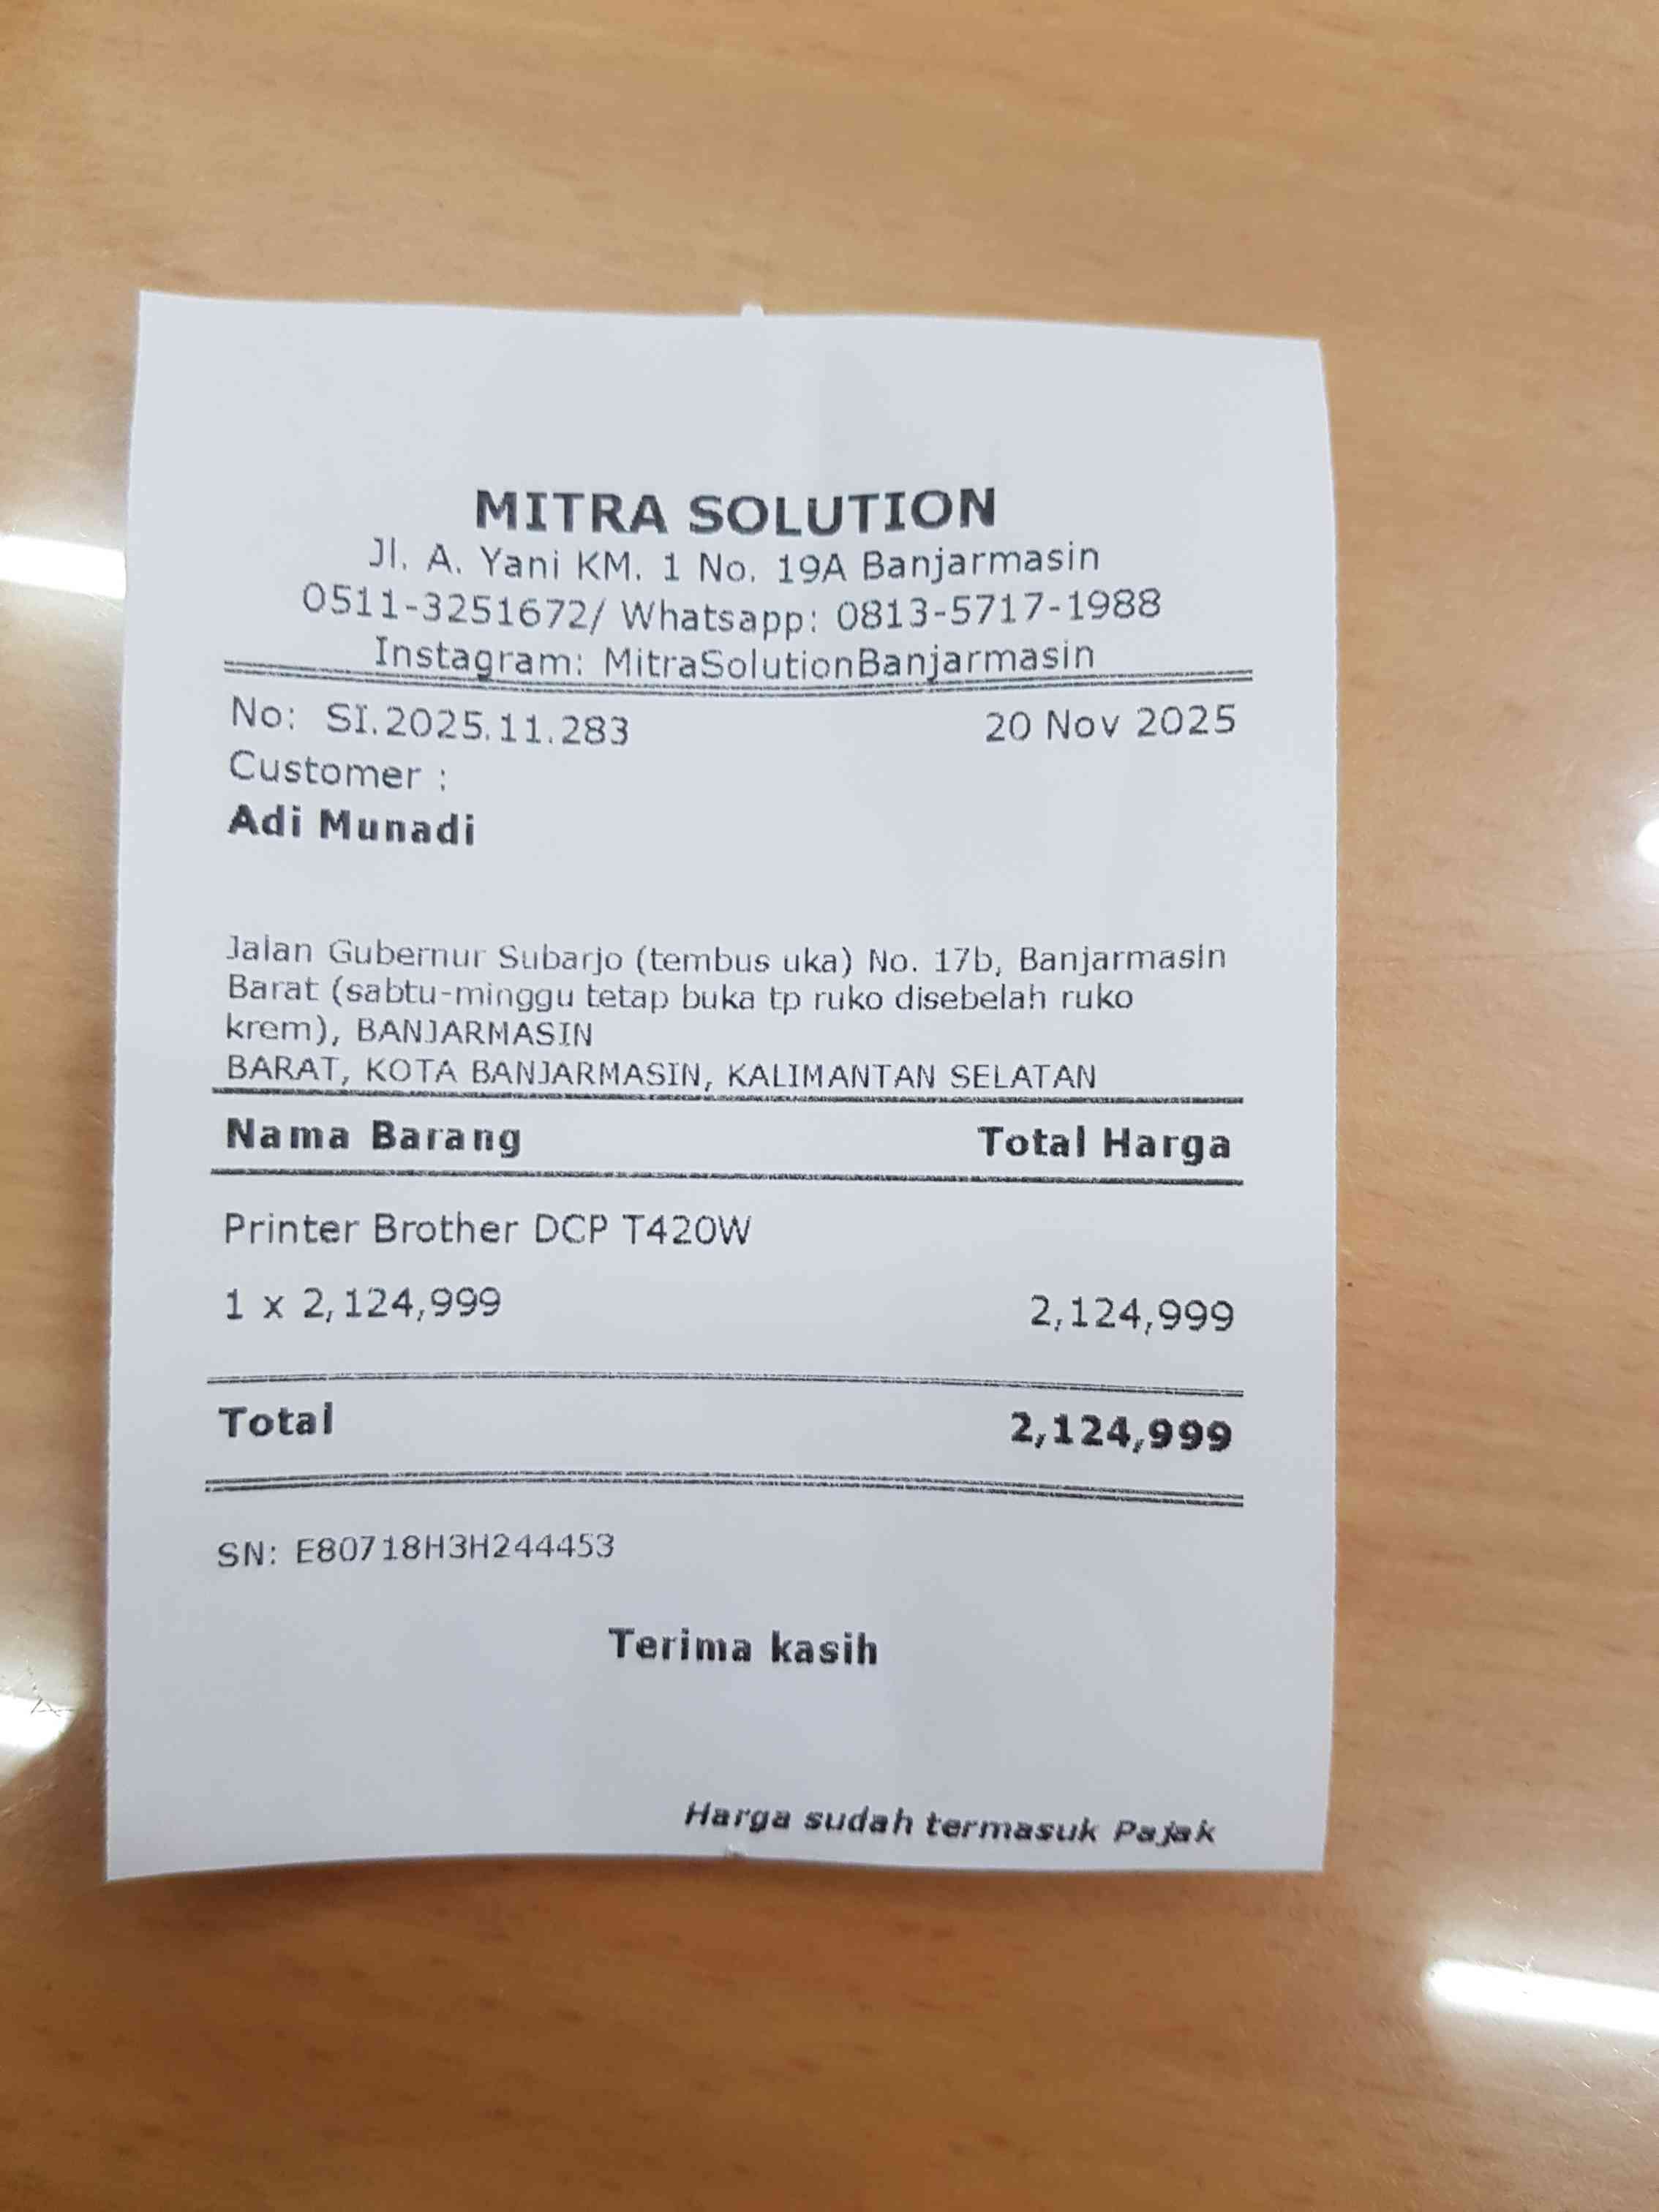 MITRA SOLUTION
Jl. A. Yani KM. 1 No. 19A Banjarmasin
0511-3251672/ Whatsapp: 0813-5717-1988
Instagram: MitraSolutionBanjarmasin
No: SI.2025.11.283 20 Nov 2025
Customer :
Adi Munadi
Jalan Gubernur Subarjo (tembus uka) No. 17b, Banjarmasin
Barat (sabtu-minggu tetap buka tp ruko disebelah ruko
krem), BANJARMASIN
BARAT, KOTA BANJARMASIN, KALIMANTAN SELATAN
Nama Barang Total Harga
Printer Brother DCP T420W
1 x 2,124,999 2,124,999
Total 2,124,999
SN: E80718H3H244453
Terima kasih
Harga sudah termasuk Pajak